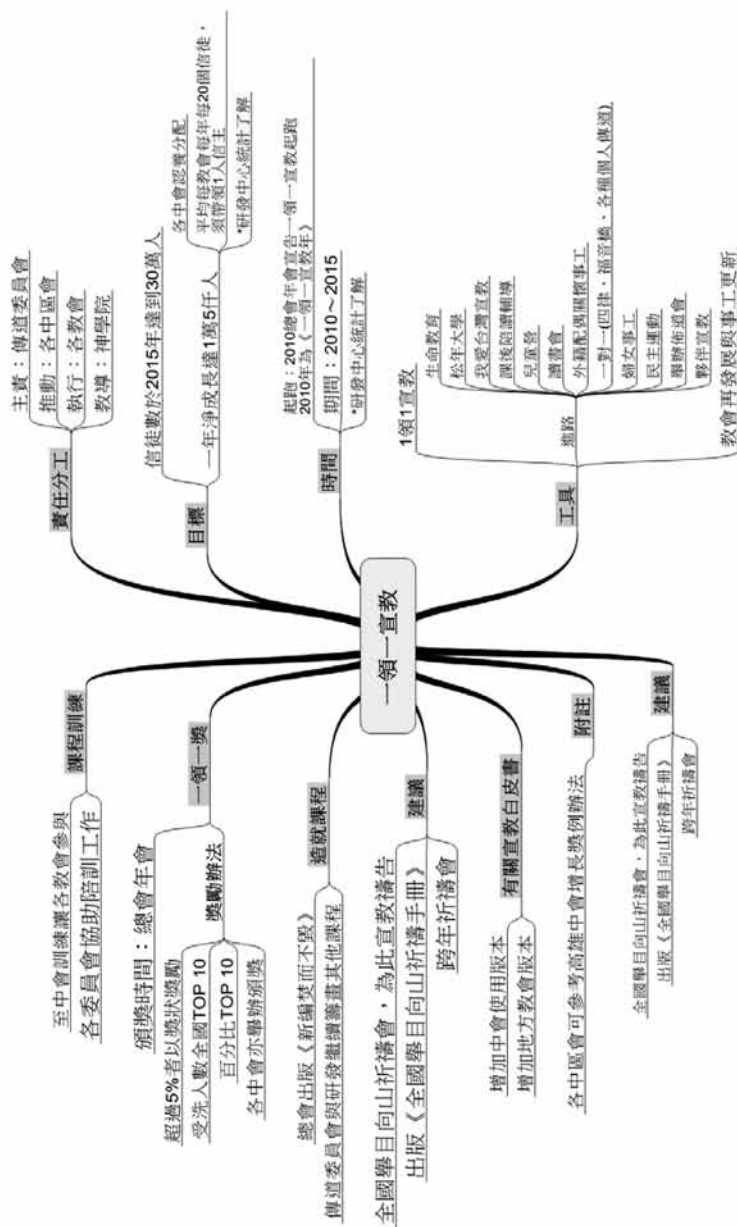 一領一宣教
責任分工
主責：傳道委員會
推動：各中區會
執行：各教會
教導：神學院
目標
信徒數於2015年達到30萬人
一年淨成長達1萬5仟人
各中會認養分配
平均每教會每年每20個信徒，
須帶領1人信主
*研發中心統計了解
時間
起跑：2010總會年會宣告一領一宣教起跑
2010年為《一領一宣教年》
期間：2010～2015
*研發中心統計了解
工具
1領1宣教
進路
生命教育
松年大學
我愛台灣宣教
課後陪讀輔導
兒童營
讀書會
外籍配偶關懷事工
一對一(四律、福音橋、各種個人傳道)
婦女事工
民主運動
舉辦佈道會
夥伴宣教
教會再發展與事工更新
課程訓練
至中會訓練讓各教會參與
各委員會協助陪訓工作
一領一獎
頒獎時間：總會年會
獎勵辦法
超過5%者以獎狀獎勵
受洗人數全國TOP 10
百分比TOP 10
各中會亦舉辦頒獎
造就課程
總會出版《新編焚而不毀》
傳道委員會與研發繼續籌畫其他課程
建議
全國舉目向山祈禱會，為此宣教禱告
出版《全國舉目向山祈禱手冊》
跨年祈禱會
有關宣教白皮書
增加中會使用版本
增加地方教會版本
附註
各中區會可參考高雄中會增長獎例辦法
建議
全國舉目向山祈禱會，為此宣教禱告
出版《全國舉目向山祈禱手冊》
跨年祈禱會